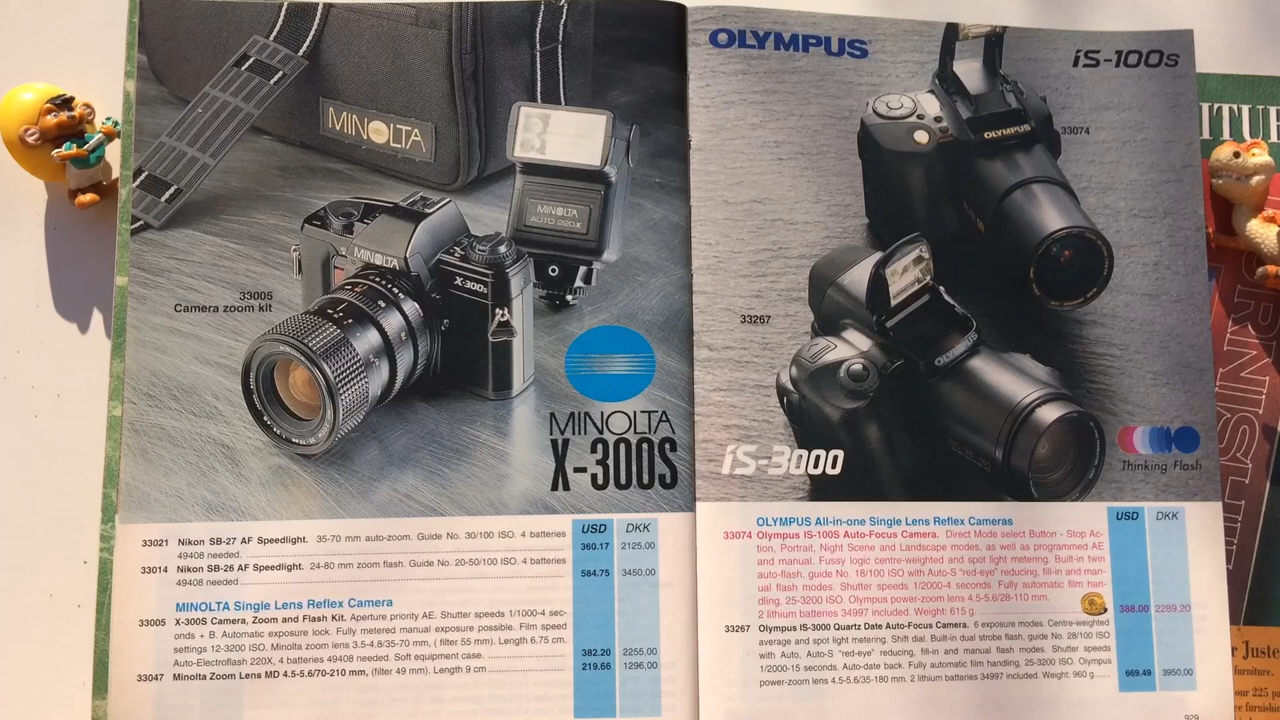 MINOLTA
MINOLTA
AUTO 220X
MINOLTA
X-300s
33005
Camera zoom kit
MINOLTA
X-300S
USD DKK
33021 Nikon SB-27 AF Speedlight. 35-70 mm auto-zoom. Guide No. 30/100 ISO. 4 batteries
49408 needed. 360.17 2125,00
33014 Nikon SB-26 AF Speedlight. 24-80 mm zoom flash. Guide No. 20-50/100 ISO. 4 batteries
49408 needed 584.75 3450,00
MINOLTA Single Lens Reflex Camera
33005 X-300S Camera, Zoom and Flash Kit. Aperture priority AE. Shutter speeds 1/1000-4 sec-
onds + B. Automatic exposure lock. Fully metered manual exposure possible. Film speed
settings 12-3200 ISO. Minolta zoom lens 3.5-4.8/35-70 mm, ( filter 55 mm). Length 6.75 cm.
Auto-Electroflash 220X, 4 batteries 49408 needed. Soft equipment case. 382.20 2255,00
33047 Minolta Zoom Lens MD 4.5-5.6/70-210 mm, (filter 49 mm). Length 9 cm 219.66 1296,00
OLYMPUS
iS-100s
OLYMPUS
33074
33267
OLYMPUS
iS-3000
Thinking Flash
USD DKK
OLYMPUS All-in-one Single Lens Reflex Cameras
33074 Olympus IS-100S Auto-Focus Camera. Direct Mode select Button - Stop Ac-
tion, Portrait, Night Scene and Landscape modes, as well as programmed AE
and manual. Fussy logic centre-weighted and spot light metering. Built-in twin
auto-flash, guide No. 18/100 ISO with Auto-S "red-eye" reducing, fill-in and man-
ual flash modes. Shutter speeds 1/2000-4 seconds. Fully automatic film han-
dling, 25-3200 ISO. Olympus power-zoom lens 4.5-5.6/28-110 mm.
2 lithium batteries 34997 included. Weight: 615 g. 388.00 2289,20
33267 Olympus IS-3000 Quartz Date Auto-Focus Camera. 6 exposure modes. Centre-weighted
average and spot light metering. Shift dial. Built-in dual strobe flash, guide No. 28/100 ISO
with Auto, Auto-S "red-eye" reducing, fill-in and manual flash modes. Shutter speeds
1/2000-15 seconds. Auto-date back. Fully automatic film handling, 25-3200 ISO. Olympus
power-zoom lens 4.5-5.6/35-180 mm. 2 lithium batteries 34997 included. Weight: 960 g 669.49 3950,00
929
ITUR
r Juste
furniture.
our 225 p
ee furnishin